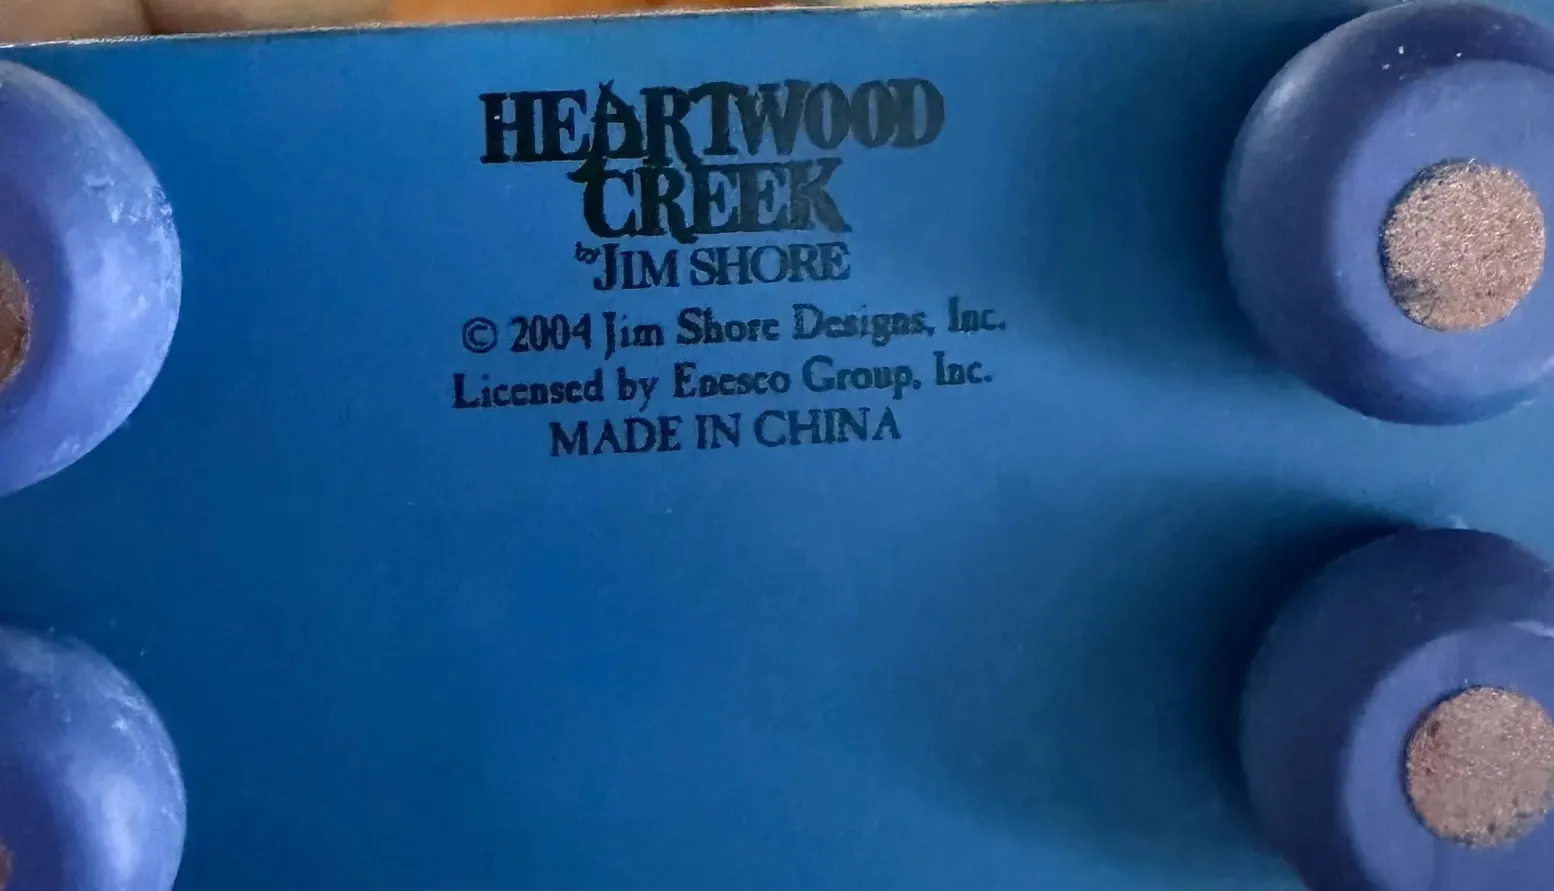 HEARTWOOD
CREEK
by JIM SHORE
© 2004 Jim Shore Designs, Inc.
Licensed by Enesco Group, Inc.
MADE IN CHINA